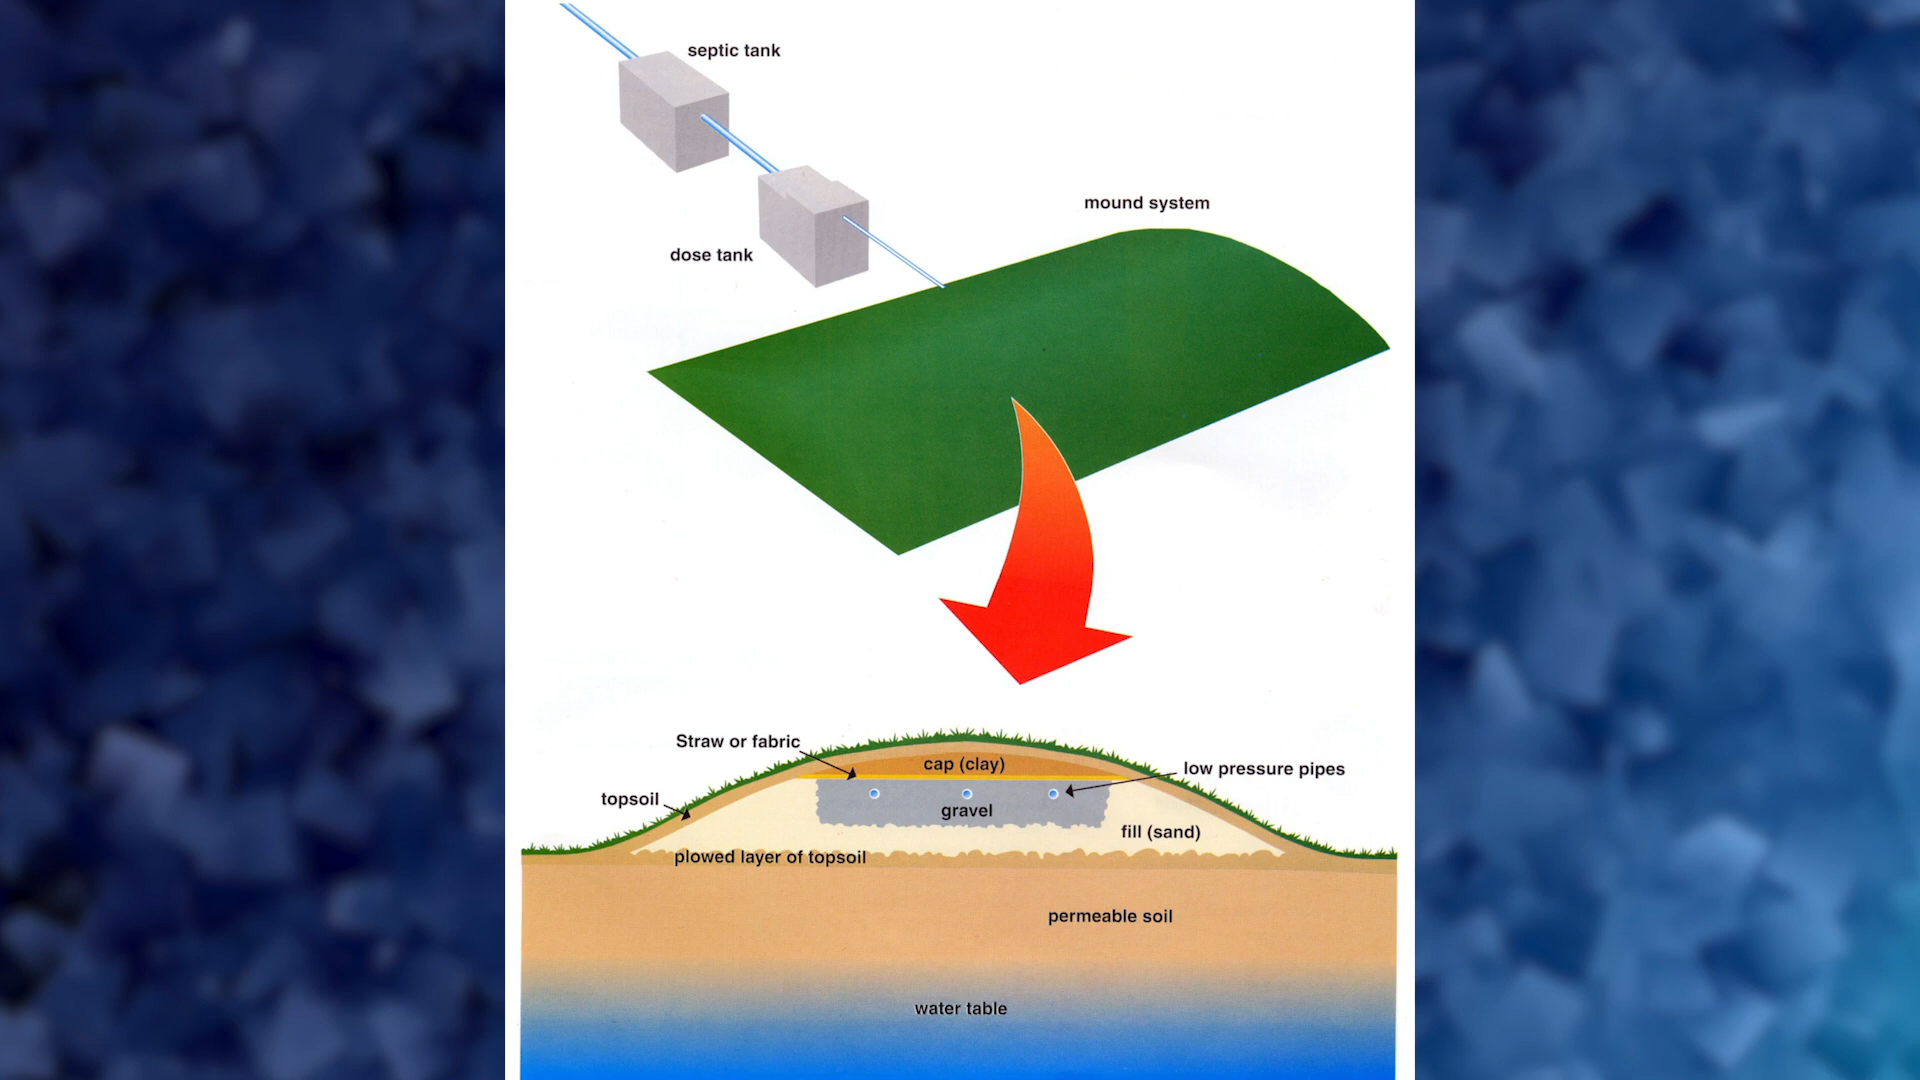 septic tank
mound system
dose tank
Straw or fabric
cap (clay)
low pressure pipes
topsoil
gravel
fill (sand)
plowed layer of topsoil
permeable soil
water table